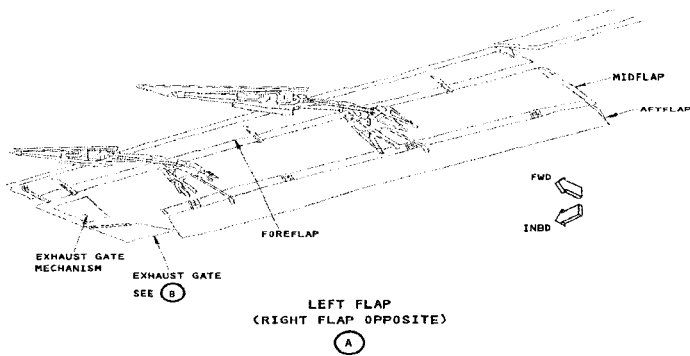 MIDFLAP
AFTFLAP
FWD
INBD
FOREFLAP
EXHAUST GATE
MECHANISM
EXHAUST GATE
SEE B
LEFT FLAP
(RIGHT FLAP OPPOSITE)
A